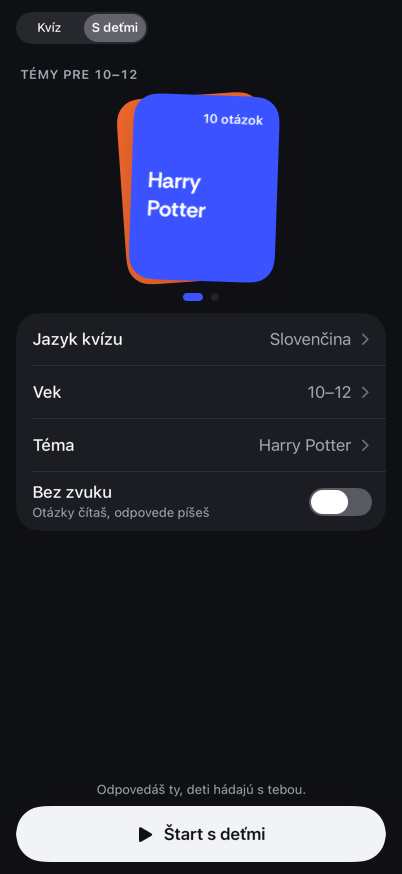 Kvíz
S deťmi
TÉMY PRE 10–12
10 otázok
Harry
Potter
Jazyk kvízu
Slovenčina
Vek
10–12
Téma
Harry Potter
Bez zvuku
Otázky čítaš, odpovede píšeš
Odpovedáš ty, deti hádajú s tebou.
Štart s deťmi